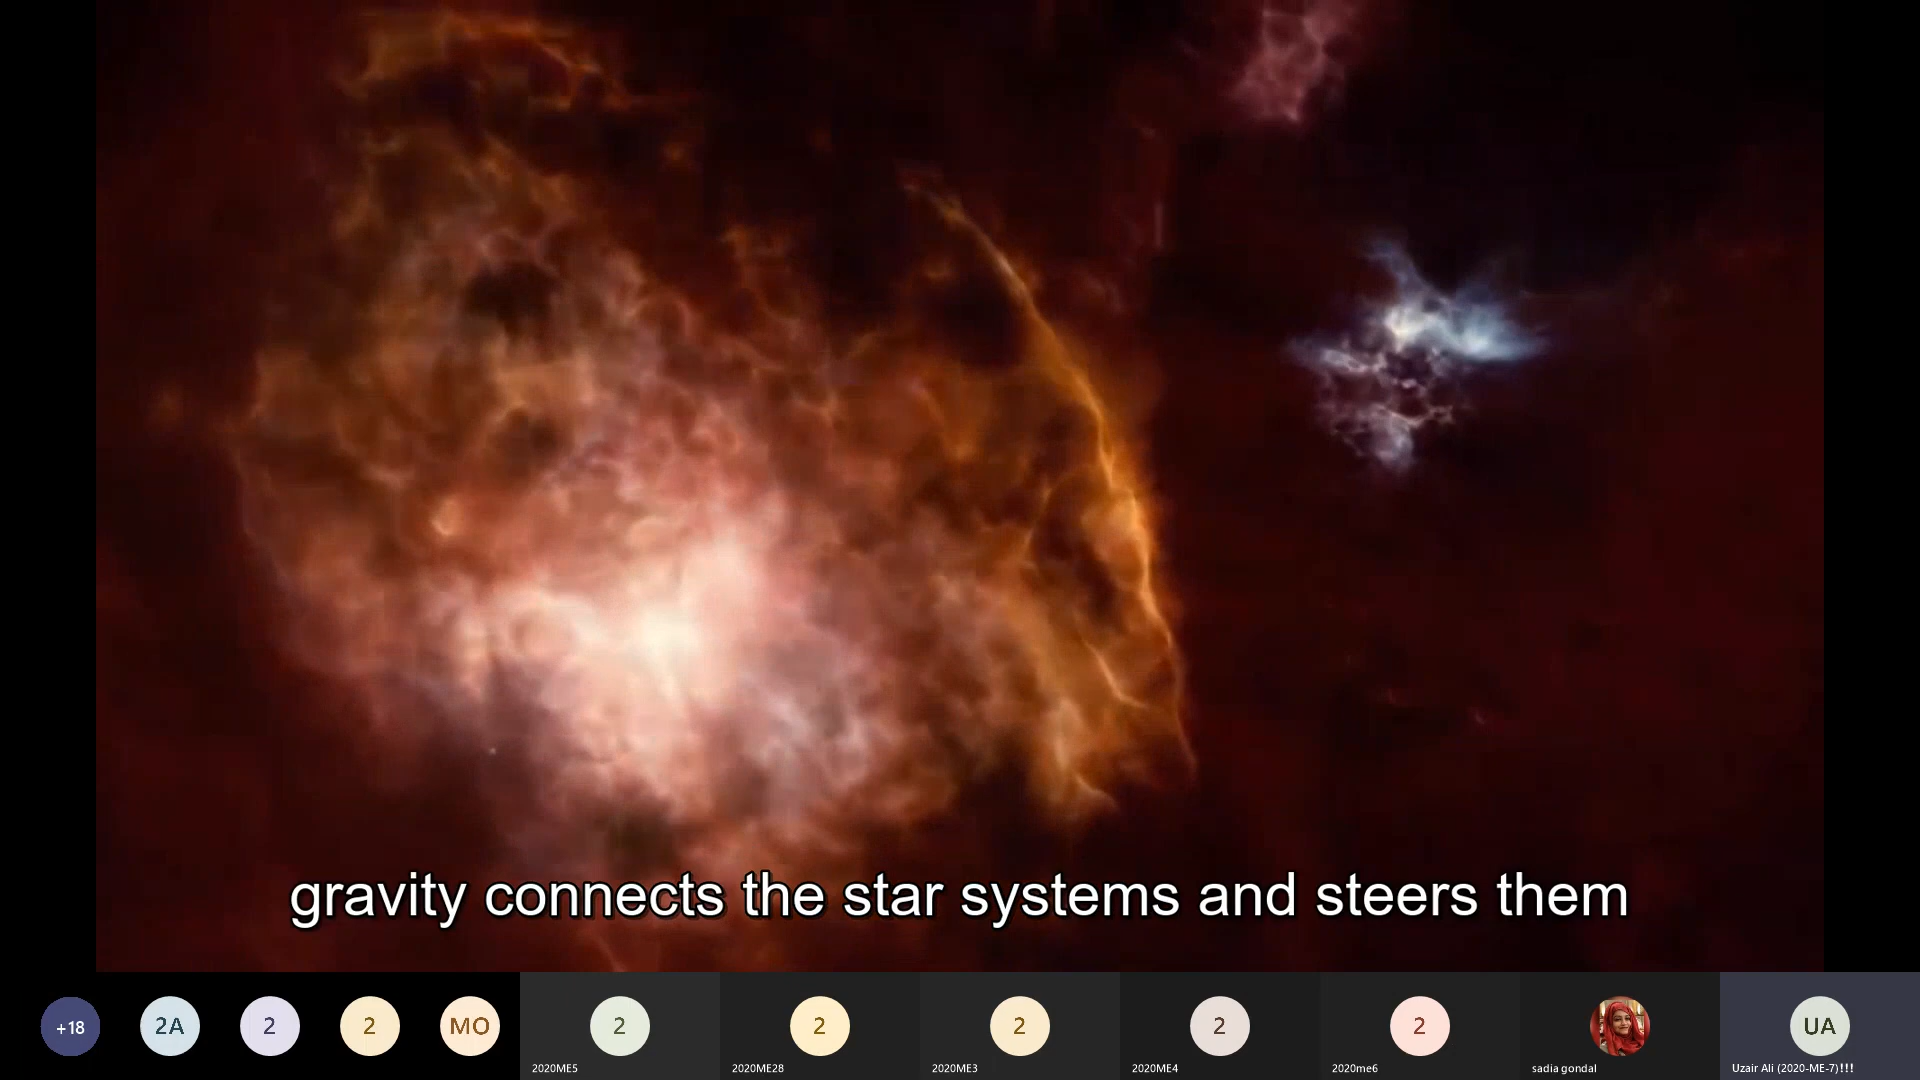 gravity connects the star systems and steers them
+18
2A
2
2
MO
2
2
2
2
2
UA
2020ME5
2020ME28
2020ME3
2020ME4
2020me6
sadia gondal
Uzair Ali (2020-ME-7)!!!